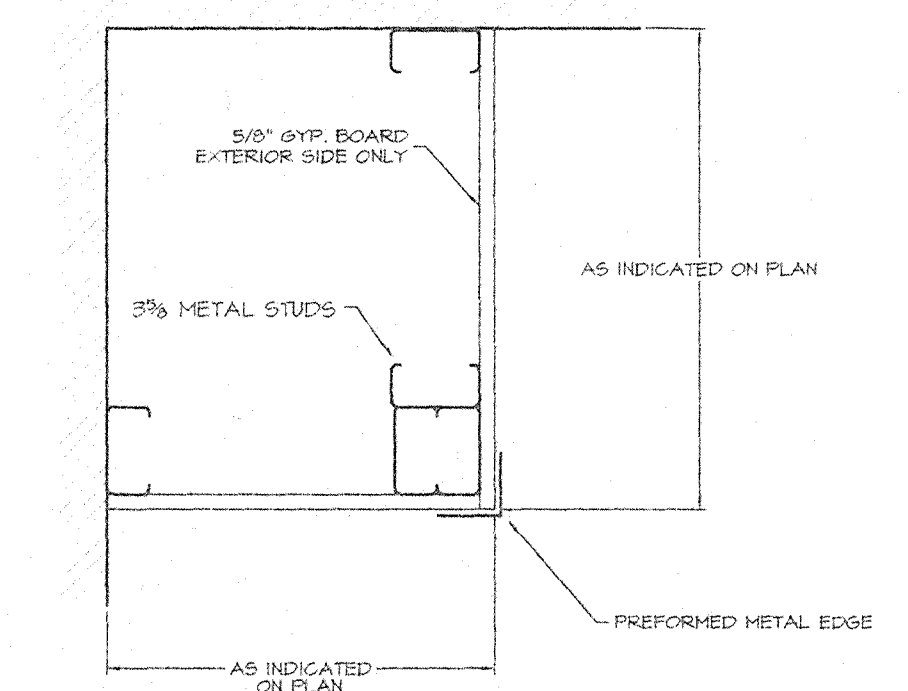 5/8" GYP. BOARD
EXTERIOR SIDE ONLY
AS INDICATED ON PLAN
3⅝ METAL STUDS
PREFORMED METAL EDGE
AS INDICATED
ON PLAN